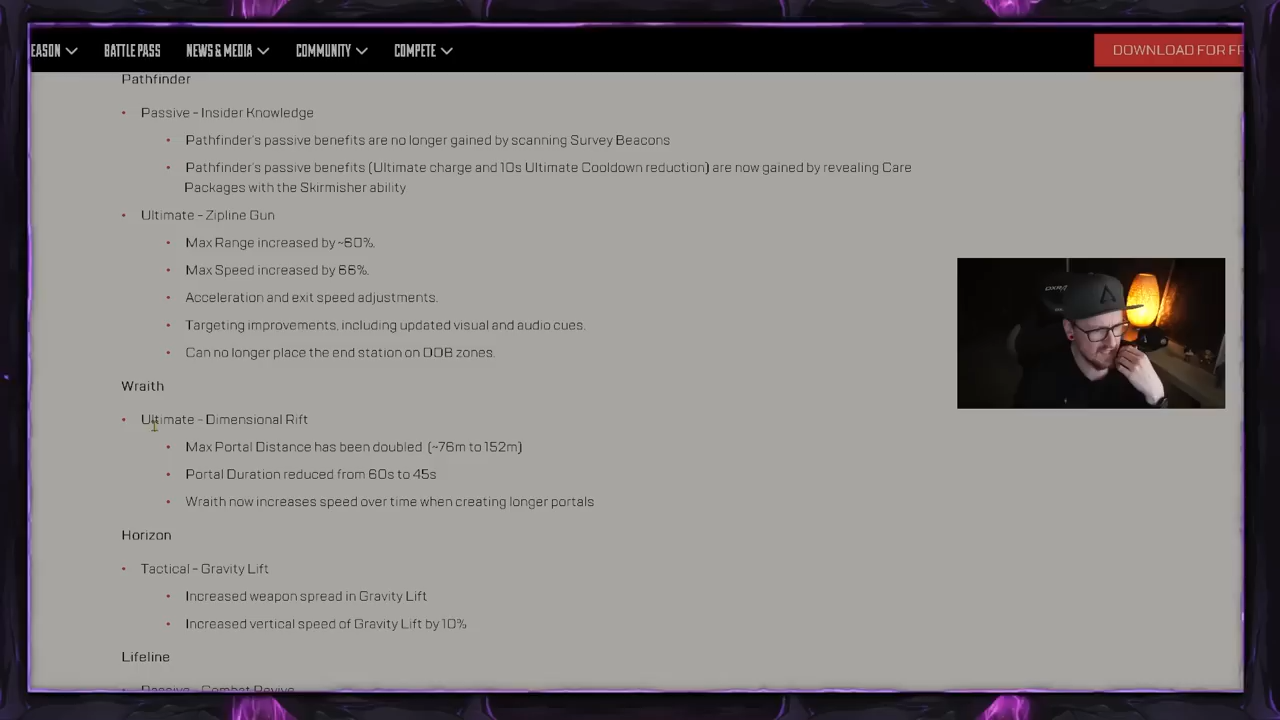 EASON
BATTLE PASS
NEWS & MEDIA
COMMUNITY
COMPETE
DOWNLOAD FOR FR
Pathfinder
• Passive – Insider Knowledge
• Pathfinder's passive benefits are no longer gained by scanning Survey Beacons
• Pathfinder's passive benefits (Ultimate charge and 10s Ultimate Cooldown reduction) are now gained by revealing Care
Packages with the Skirmisher ability
• Ultimate – Zipline Gun
• Max Range increased by ~60%.
• Max Speed increased by 66%.
• Acceleration and exit speed adjustments.
• Targeting improvements, including updated visual and audio cues.
• Can no longer place the end station on OOB zones.
Wraith
• Ultimate – Dimensional Rift
• Max Portal Distance has been doubled (~76m to 152m)
• Portal Duration reduced from 60s to 45s
• Wraith now increases speed over time when creating longer portals
Horizon
• Tactical – Gravity Lift
• Increased weapon spread in Gravity Lift
• Increased vertical speed of Gravity Lift by 10%
Lifeline
• Passive – Combat Revive